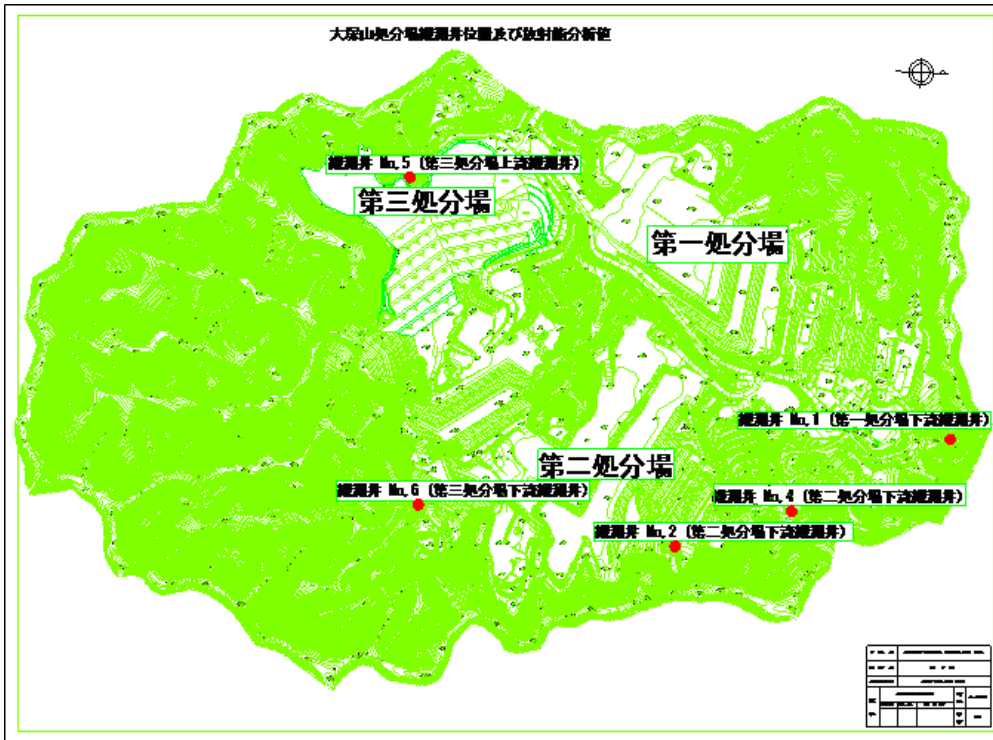 大塚山処分場観測井位置及び放射能分析値
観測井 No.5 (第三処分場上流観測井)
第三処分場
第一処分場
観測井 No.1 (第一処分場下流観測井)
第二処分場
観測井 No.6 (第三処分場下流観測井)
観測井 No.4 (第二処分場下流観測井)
観測井 No.2 (第二処分場下流観測井)